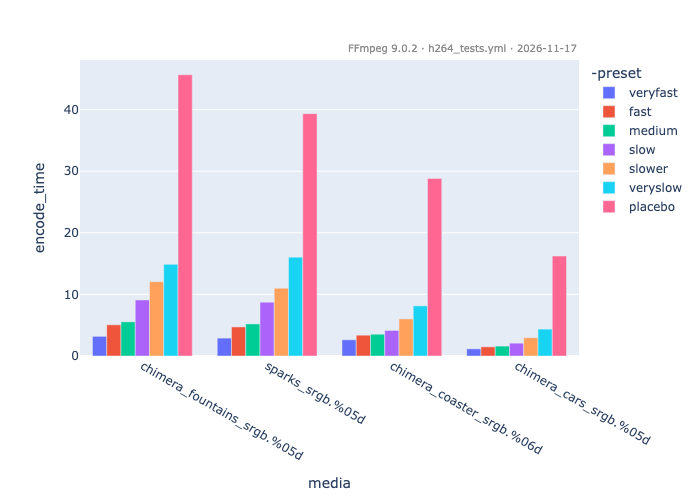 FFmpeg 9.0.2 · h264_tests.yml · 2026-11-17
-preset
veryfast
fast
medium
slow
slower
veryslow
placebo
encode_time
40
30
20
10
0
chimera_fountains_srgb.%05d
sparks_srgb.%05d
chimera_coaster_srgb.%06d
chimera_cars_srgb.%05d
media